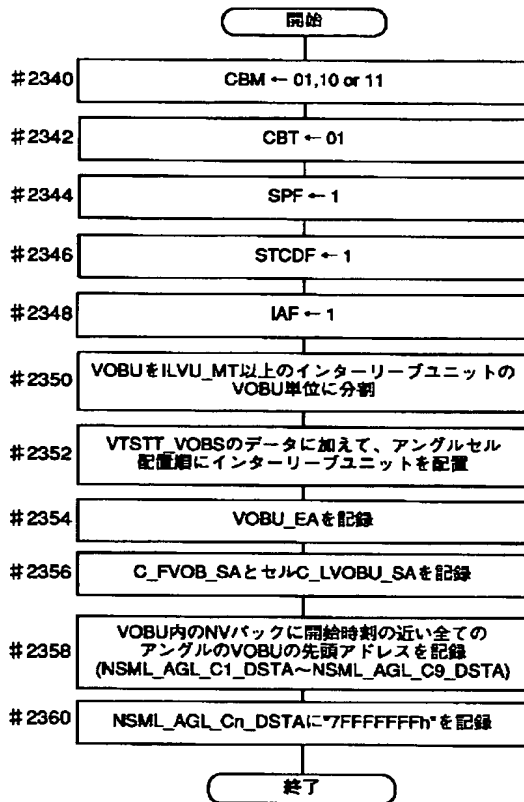 開始
#2340
CBM ← 01,10 or 11
#2342
CBT ← 01
#2344
SPF ← 1
#2346
STCDF ← 1
#2348
IAF ← 1
#2350
VOBUをILVU_MT以上のインターリーブユニットの
VOBU単位に分割
#2352
VTSTT_VOBSのデータに加えて、アングルセル
配置順にインターリーブユニットを配置
#2354
VOBU_EAを記録
#2356
C_FVOB_SAとセルC_LVOBU_SAを記録
#2358
VOBU内のNVパックに開始時刻の近い全ての
アングルのVOBUの先頭アドレスを記録
(NSML_AGL_C1_DSTA～NSML_AGL_C9_DSTA)
#2360
NSML_AGL_Cn_DSTAに"7FFFFFFFh"を記録
終了